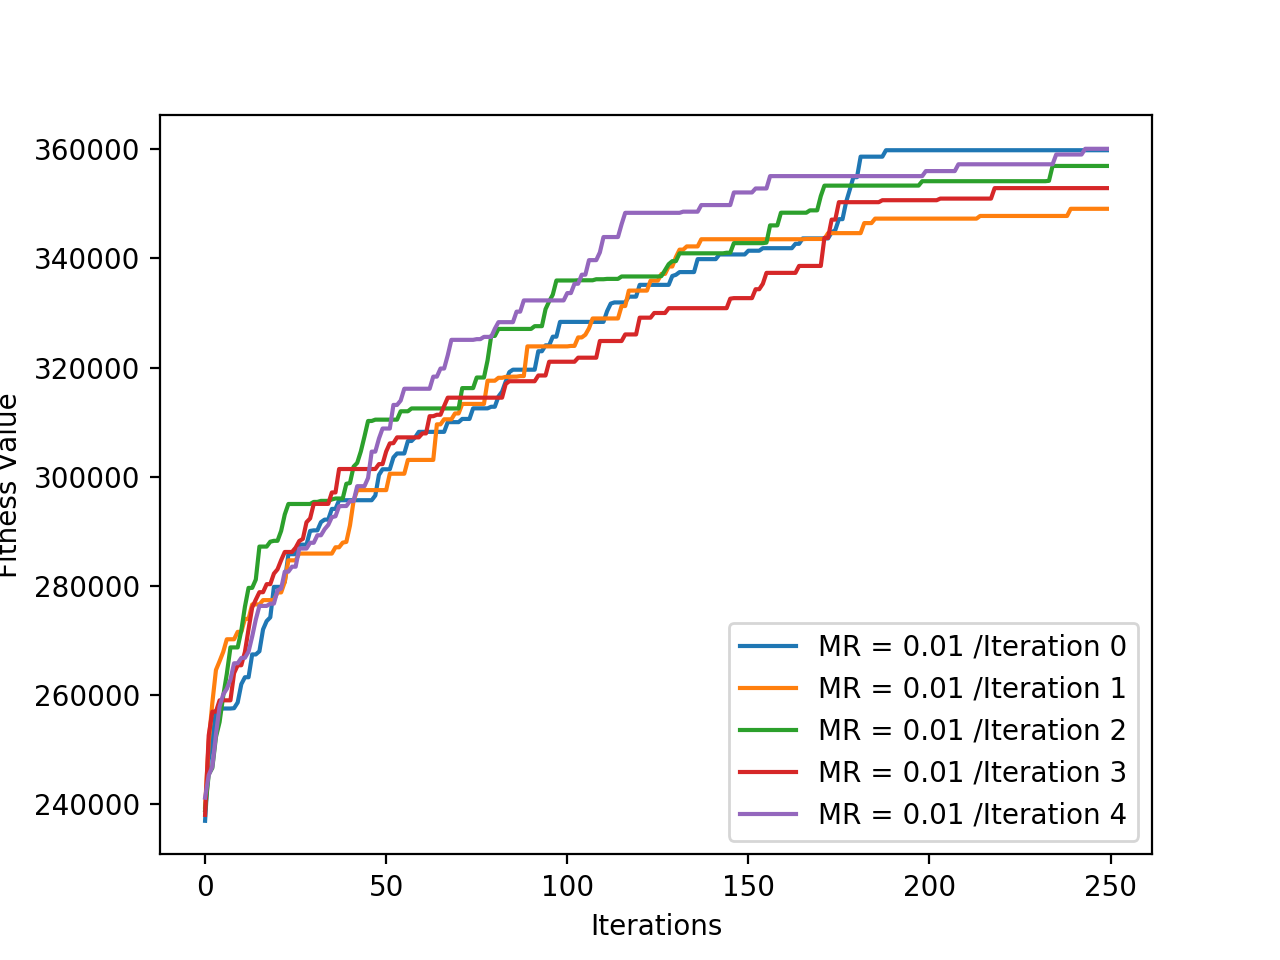 360000
340000
320000
300000
280000
260000
240000
Fitness Value
0 50 100 150 200 250
Iterations
MR = 0.01 /Iteration 0
MR = 0.01 /Iteration 1
MR = 0.01 /Iteration 2
MR = 0.01 /Iteration 3
MR = 0.01 /Iteration 4